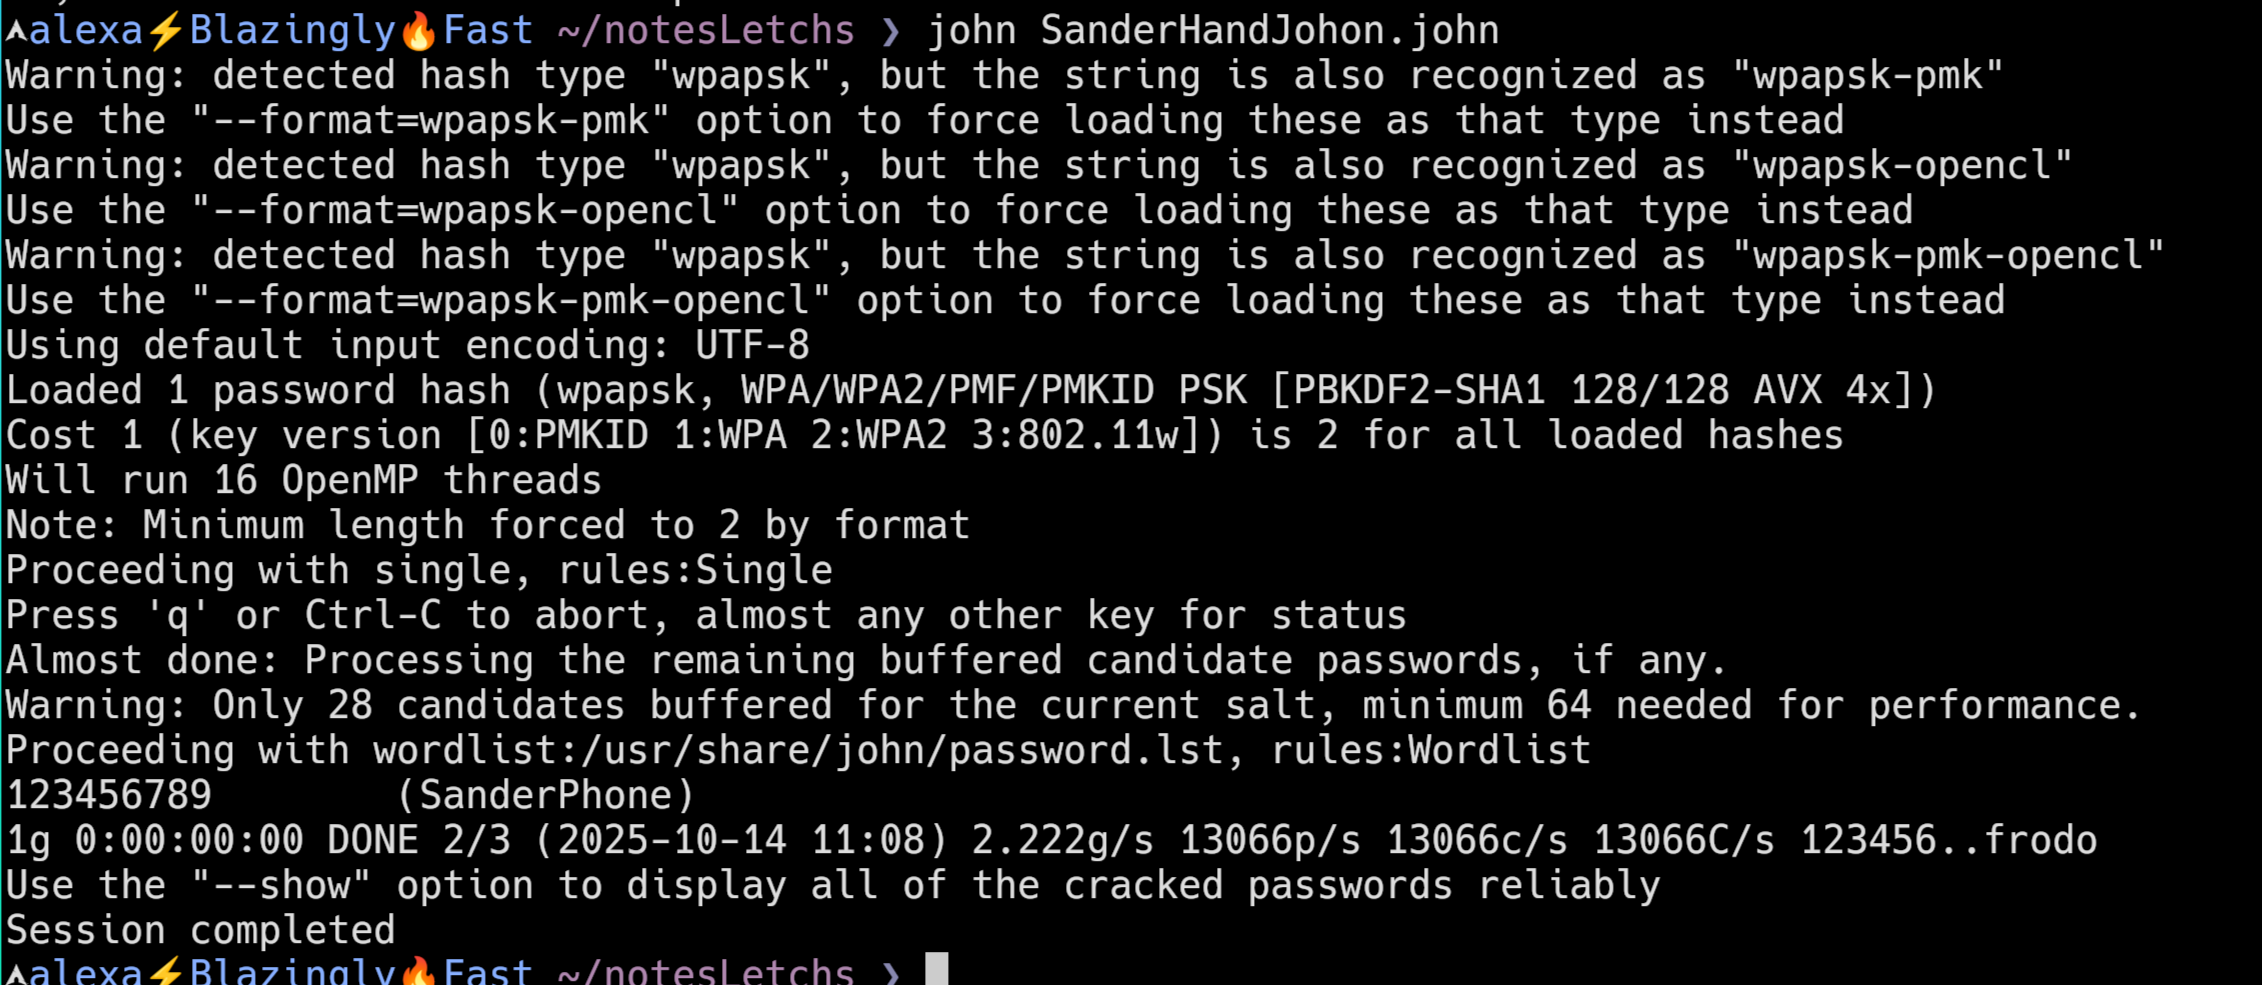 alexa⚡Blazingly🔥Fast ~/notesLetchs ❯ john SanderHandJohon.john
Warning: detected hash type "wpapsk", but the string is also recognized as "wpapsk-pmk"
Use the "--format=wpapsk-pmk" option to force loading these as that type instead
Warning: detected hash type "wpapsk", but the string is also recognized as "wpapsk-opencl"
Use the "--format=wpapsk-opencl" option to force loading these as that type instead
Warning: detected hash type "wpapsk", but the string is also recognized as "wpapsk-pmk-opencl"
Use the "--format=wpapsk-pmk-opencl" option to force loading these as that type instead
Using default input encoding: UTF-8
Loaded 1 password hash (wpapsk, WPA/WPA2/PMF/PMKID PSK [PBKDF2-SHA1 128/128 AVX 4x])
Cost 1 (key version [0:PMKID 1:WPA 2:WPA2 3:802.11w]) is 2 for all loaded hashes
Will run 16 OpenMP threads
Note: Minimum length forced to 2 by format
Proceeding with single, rules:Single
Press 'q' or Ctrl-C to abort, almost any other key for status
Almost done: Processing the remaining buffered candidate passwords, if any.
Warning: Only 28 candidates buffered for the current salt, minimum 64 needed for performance.
Proceeding with wordlist:/usr/share/john/password.lst, rules:Wordlist
123456789        (SanderPhone)
1g 0:00:00:00 DONE 2/3 (2025-10-14 11:08) 2.222g/s 13066p/s 13066c/s 13066C/s 123456..frodo
Use the "--show" option to display all of the cracked passwords reliably
Session completed
alexa⚡Blazingly🔥Fast ~/notesLetchs ❯